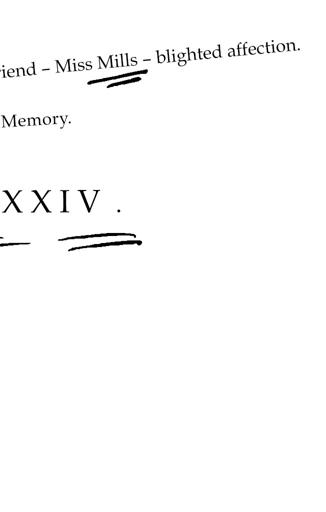 iend – Miss Mills – blighted affection.
Memory.
XXIV.